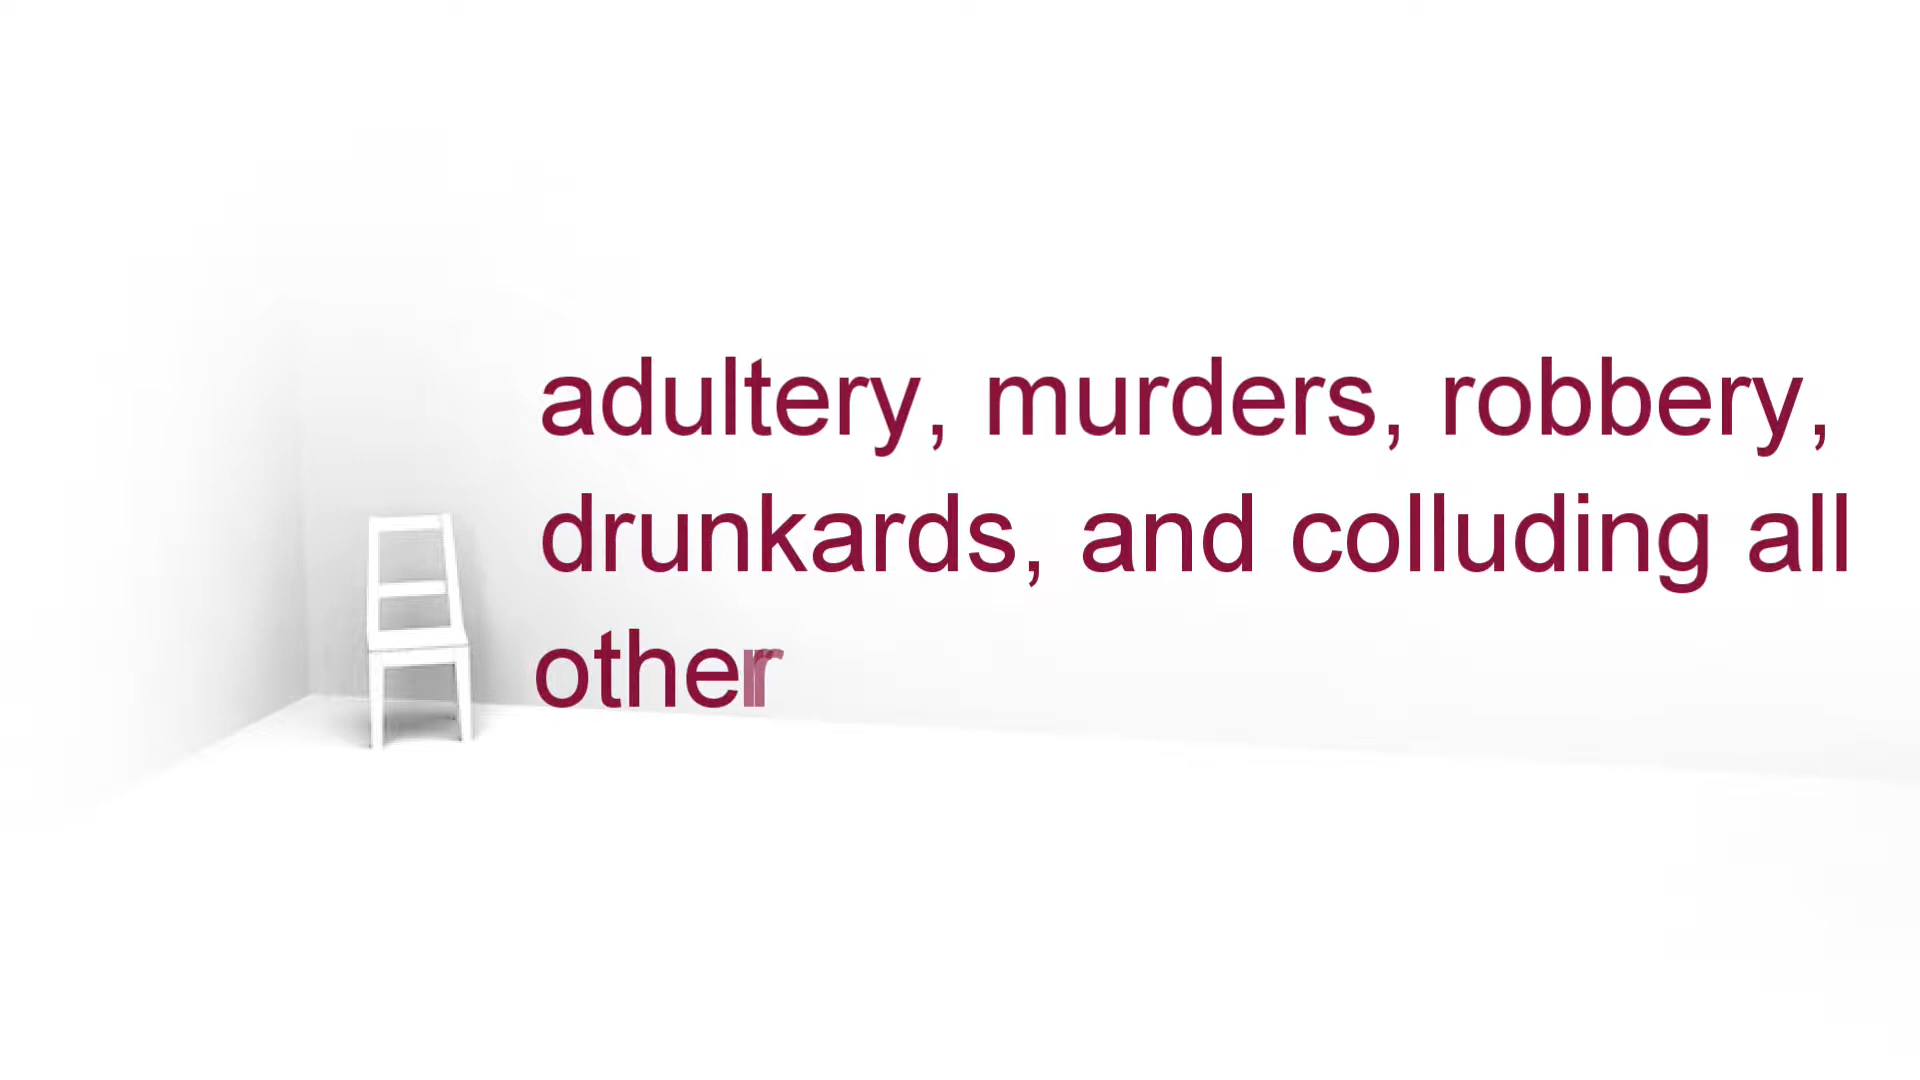 adultery, murders, robbery,
drunkards, and colluding all
other